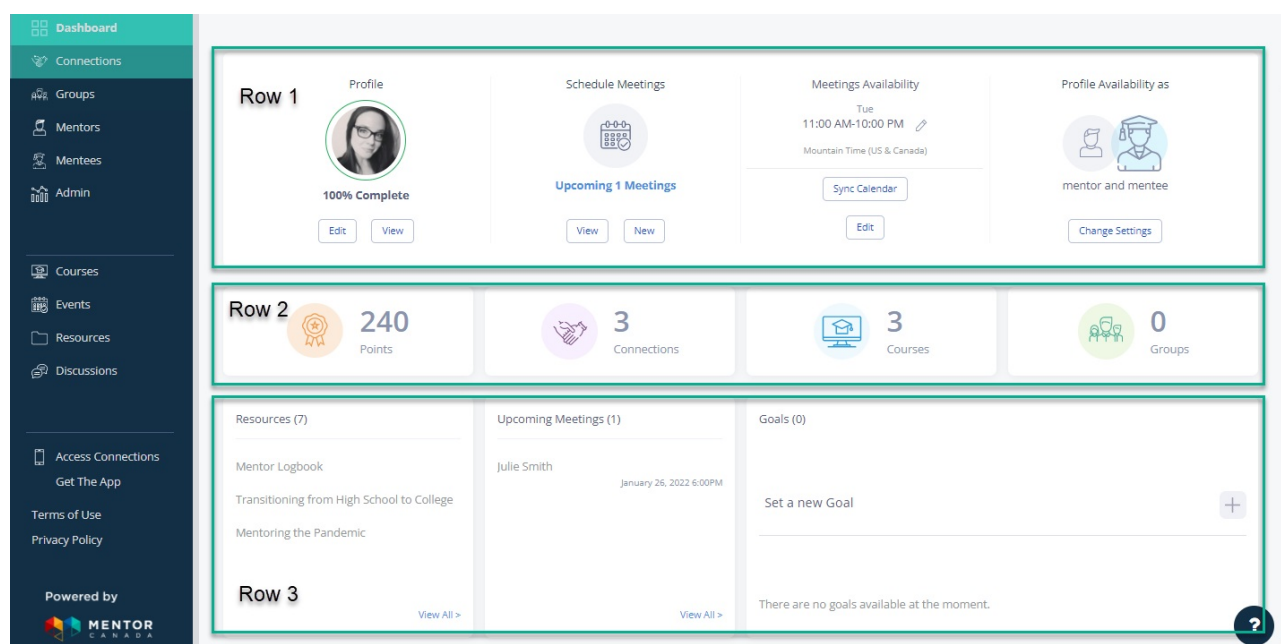 Dashboard
Connections
Groups
Mentors
Mentees
Admin
Courses
Events
Resources
Discussions
Access Connections
Get The App
Terms of Use
Privacy Policy
Powered by
MENTOR
CANADA
Row 1
Profile
100% Complete
Edit View
Schedule Meetings
Upcoming 1 Meetings
View New
Meetings Availability
Tue
11:00 AM-10:00 PM
Mountain Time (US & Canada)
Sync Calendar
Edit
Profile Availability as
mentor and mentee
Change Settings
Row 2
240
Points
3
Connections
3
Courses
0
Groups
Resources (7)
Mentor Logbook
Transitioning from High School to College
Mentoring the Pandemic
Row 3
View All >
Upcoming Meetings (1)
Julie Smith
January 26, 2022 6:00PM
View All >
Goals (0)
Set a new Goal
+
There are no goals available at the moment.
?